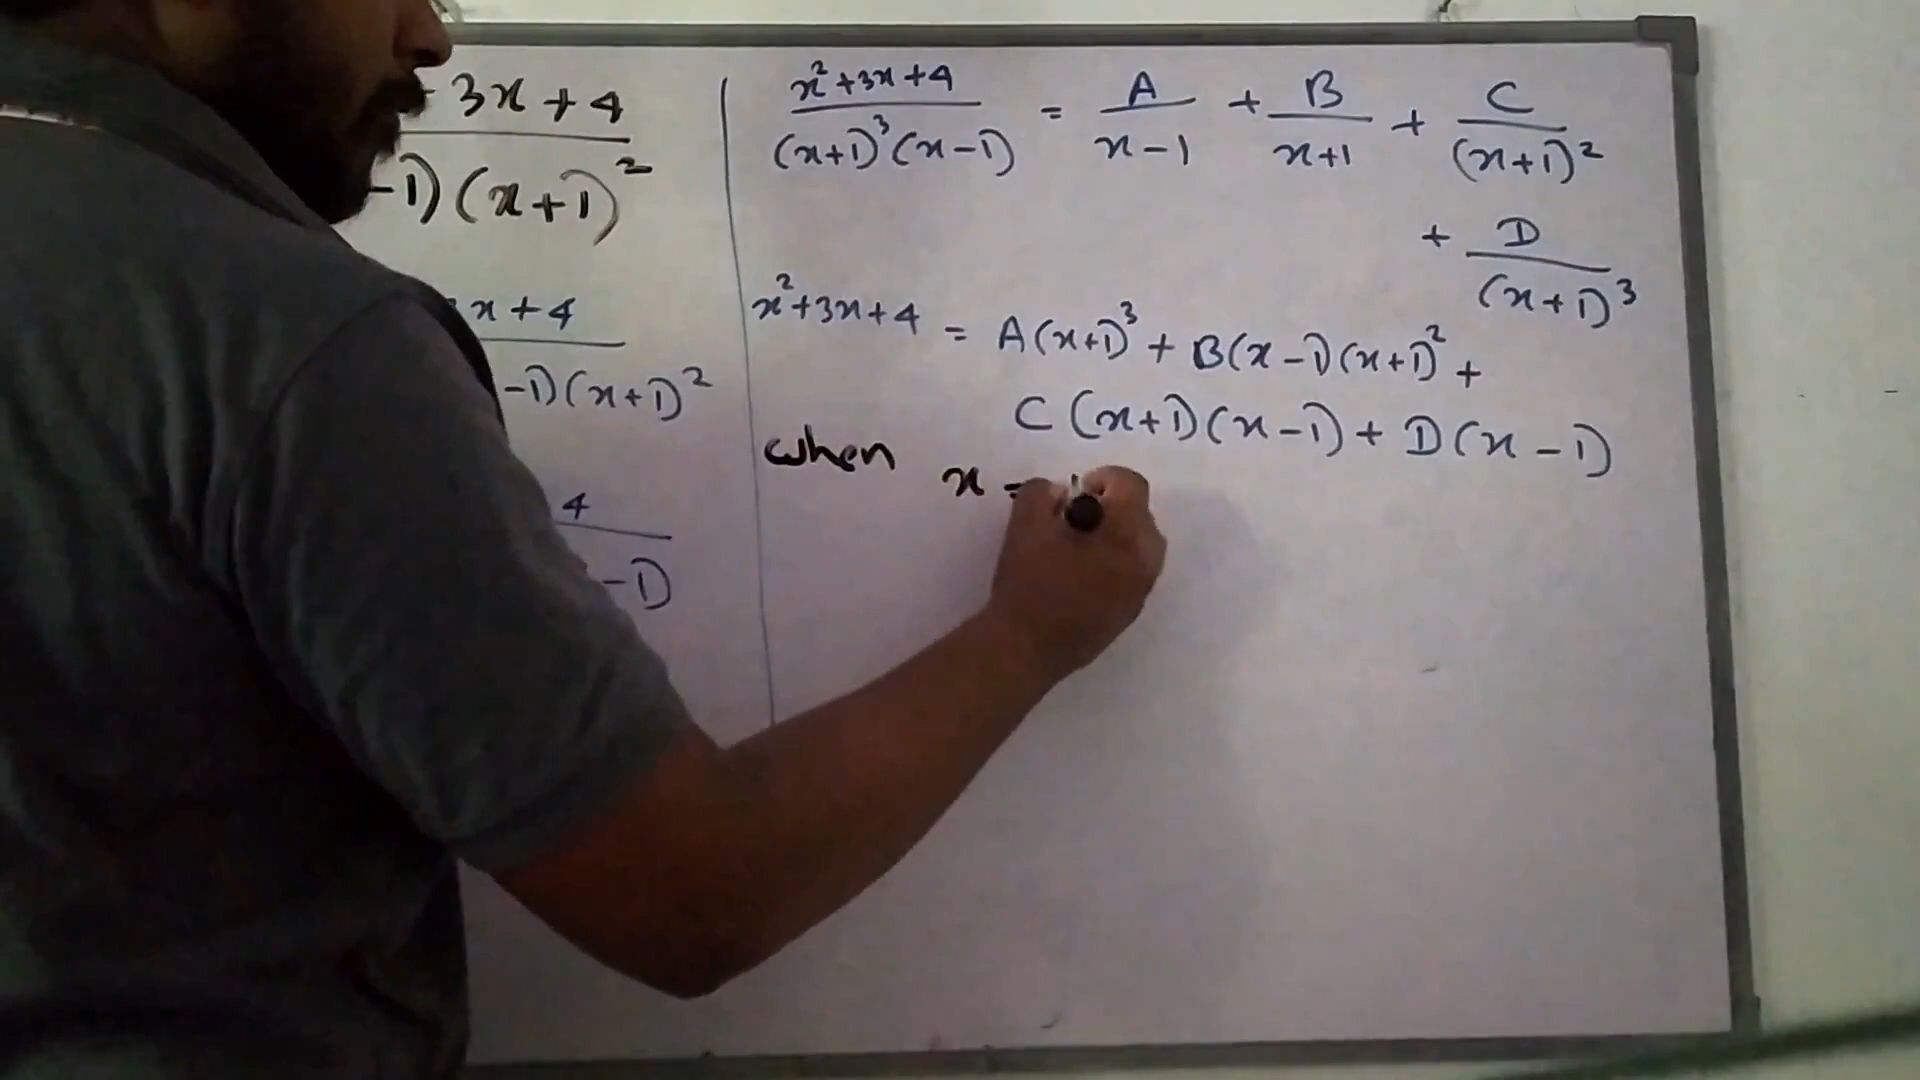 3x + 4
-1)(x+1)²
x + 4
-1)(x+1)²
4
-1)
x²+3x+4 / (x+1)³(x-1) = A / x-1 + B / x+1 + C / (x+1)²
+ D / (x+1)³
x²+3x+4 = A(x+1)³ + B(x-1)(x+1)² +
C(x+1)(x-1) + D(x-1)
when x =